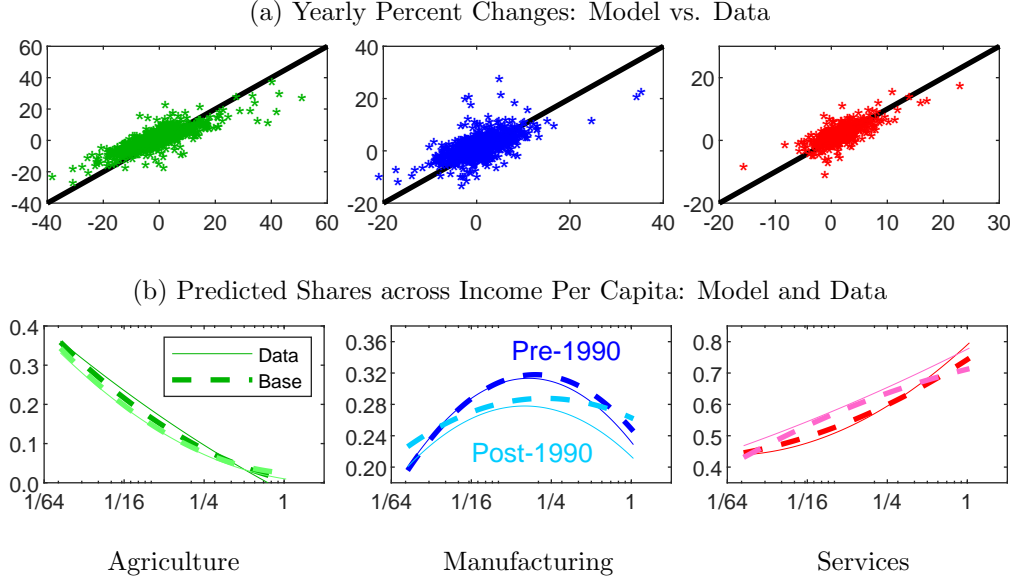 (a) Yearly Percent Changes: Model vs. Data
60
40
20
0
-20
-40
-40 -20 0 20 40 60
40
20
0
-20
-20 0 20 40
20
0
-20
-20 -10 0 10 20 30
(b) Predicted Shares across Income Per Capita: Model and Data
0.4
0.3
0.2
0.1
0.0
1/64 1/16 1/4 1
Data
Base
0.36
0.32
0.28
0.24
0.20
1/64 1/16 1/4 1
Pre-1990
Post-1990
0.8
0.7
0.6
0.5
0.4
1/64 1/16 1/4 1
Agriculture Manufacturing Services